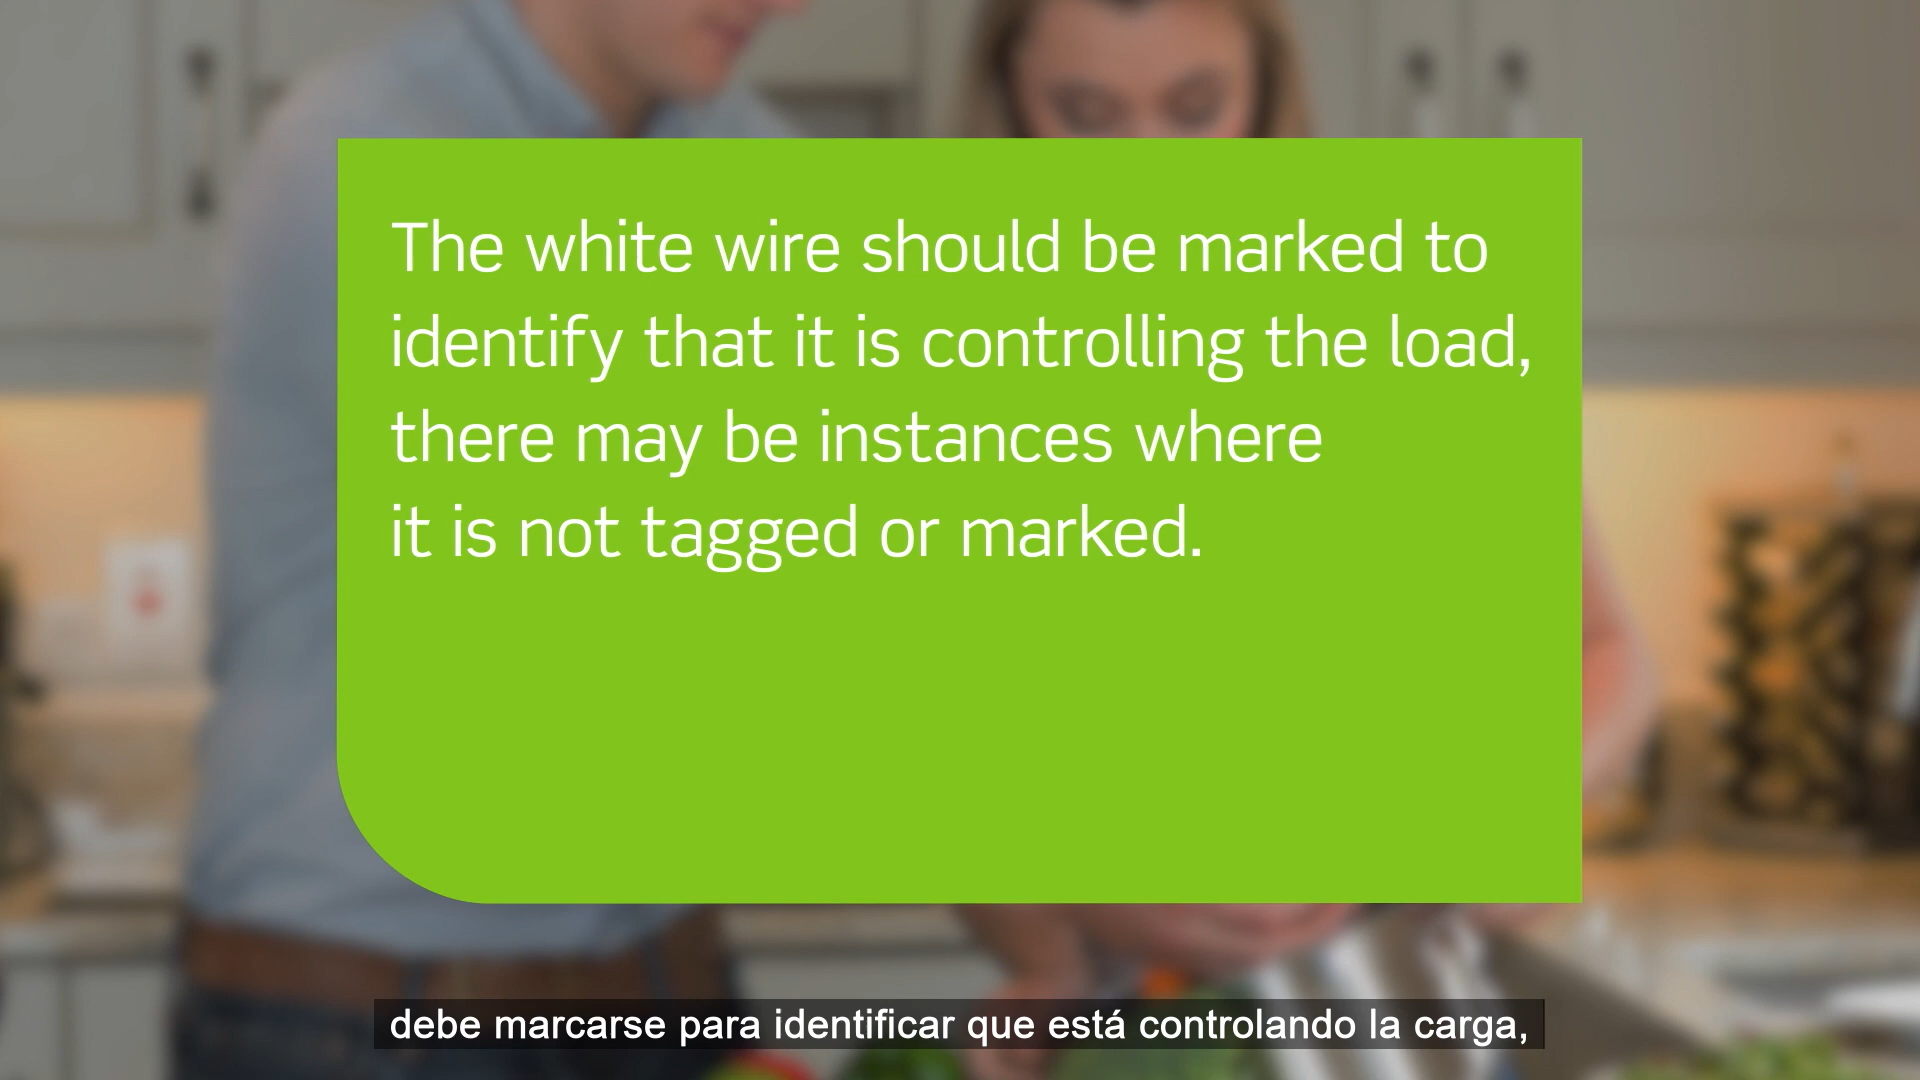 The white wire should be marked to
identify that it is controlling the load,
there may be instances where
it is not tagged or marked.
debe marcarse para identificar que está controlando la carga,